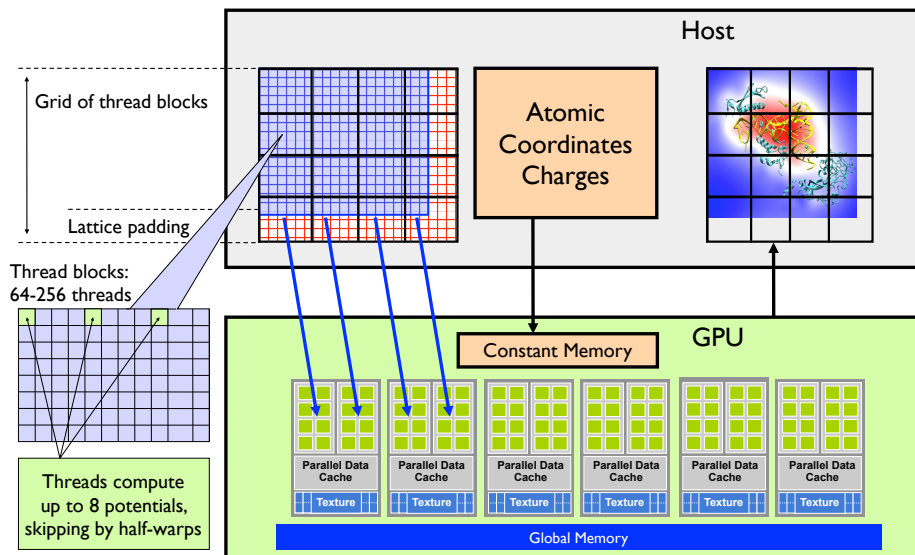 Host
Grid of thread blocks
Atomic
Coordinates
Charges
Lattice padding
Thread blocks:
64-256 threads
GPU
Constant Memory
Threads compute
up to 8 potentials,
skipping by half-warps
Parallel Data
Cache
Texture
Parallel Data
Cache
Texture
Parallel Data
Cache
Texture
Parallel Data
Cache
Texture
Parallel Data
Cache
Texture
Parallel Data
Cache
Texture
Global Memory